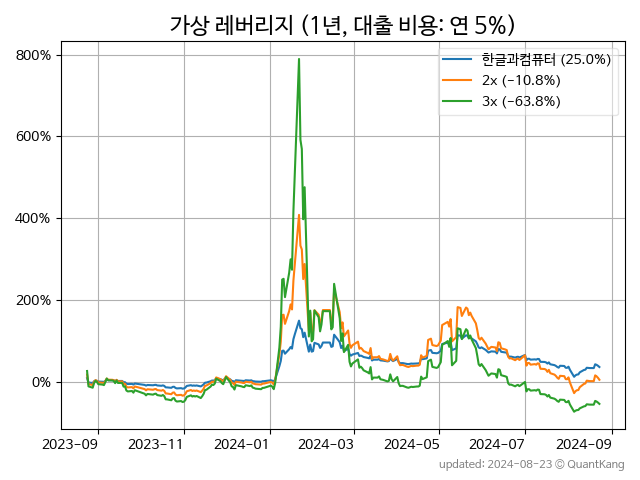 가상 레버리지 (1년, 대출 비용: 연 5%)
800%
600%
400%
200%
0%
한글과컴퓨터 (25.0%)
2x (−10.8%)
3x (−63.8%)
2023-09
2023-11
2024-01
2024-03
2024-05
2024-07
2024-09
updated: 2024-08-23 © QuantKang